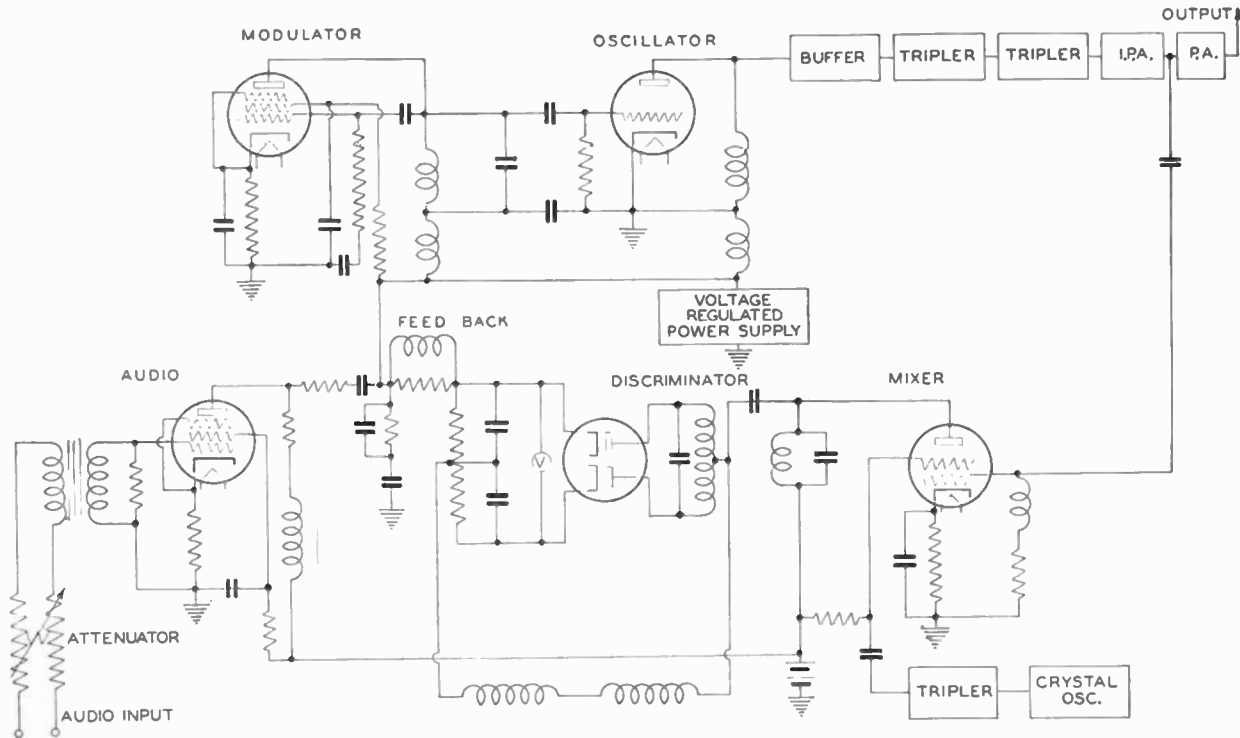 OUTPUT
MODULATOR
OSCILLATOR
BUFFER
TRIPLER
TRIPLER
I.P.A.
P.A.
VOLTAGE
REGULATED
POWER SUPPLY
FEED BACK
AUDIO
DISCRIMINATOR
MIXER
V
ATTENUATOR
TRIPLER
CRYSTAL
OSC.
AUDIO INPUT